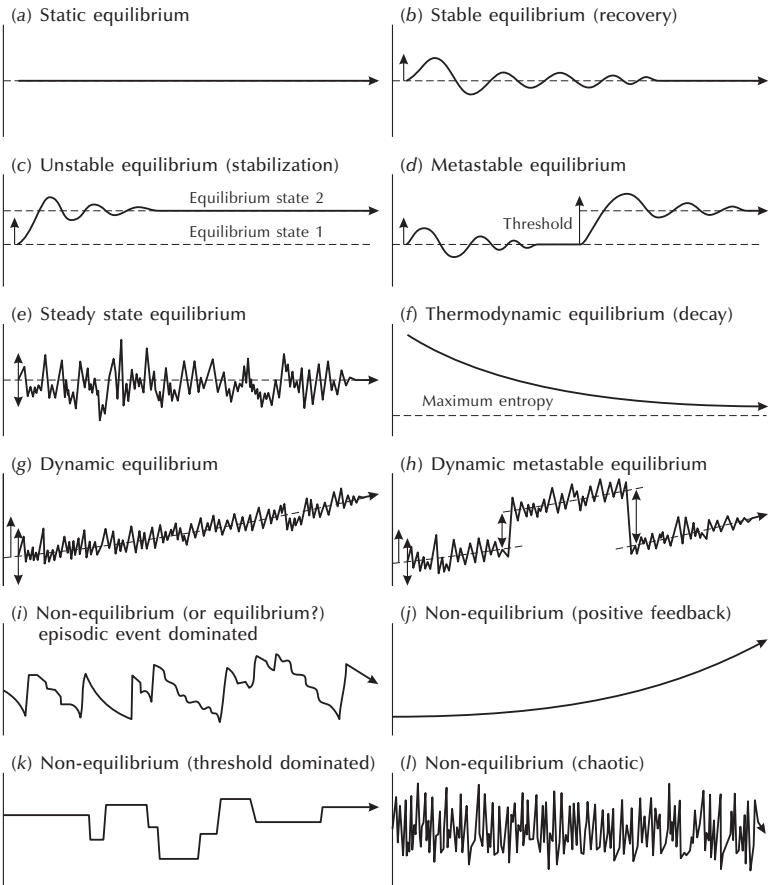 (a) Static equilibrium
(b) Stable equilibrium (recovery)
(c) Unstable equilibrium (stabilization)
Equilibrium state 2
Equilibrium state 1
(d) Metastable equilibrium
Threshold
(e) Steady state equilibrium
(f) Thermodynamic equilibrium (decay)
Maximum entropy
(g) Dynamic equilibrium
(h) Dynamic metastable equilibrium
(i) Non-equilibrium (or equilibrium?)
episodic event dominated
(j) Non-equilibrium (positive feedback)
(k) Non-equilibrium (threshold dominated)
(l) Non-equilibrium (chaotic)